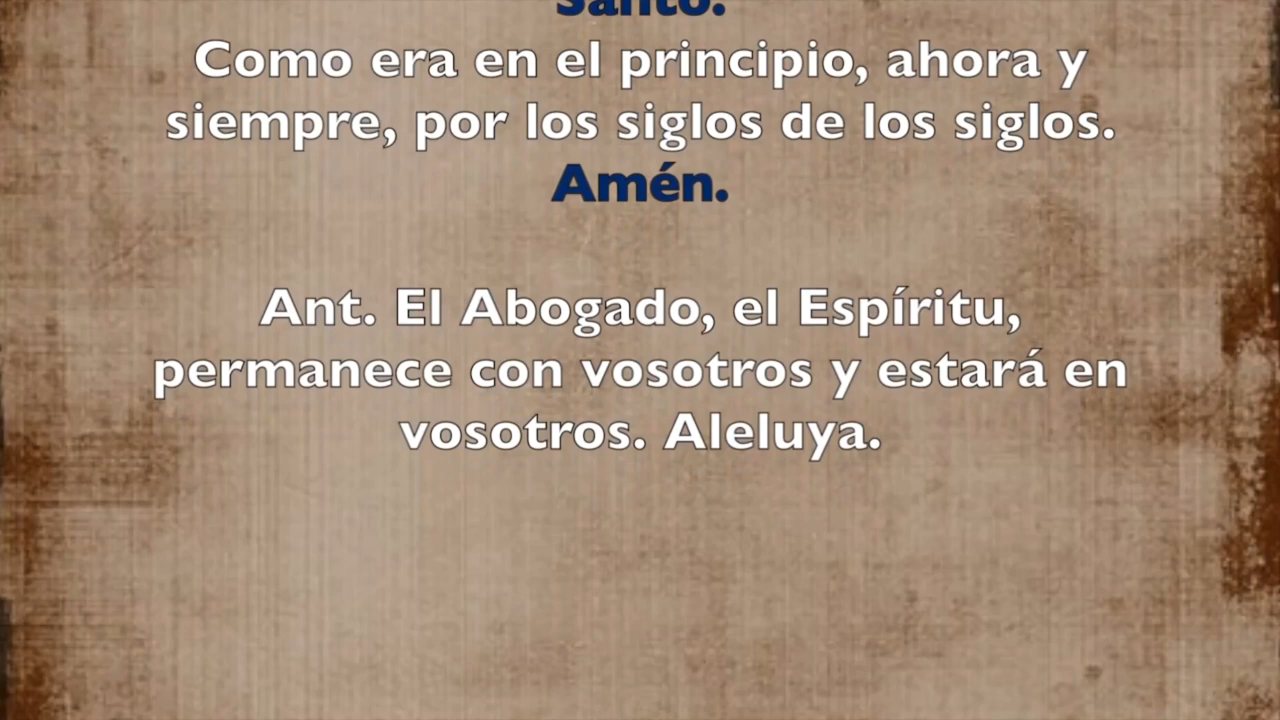 Santo.
Como era en el principio, ahora y
siempre, por los siglos de los siglos.
Amén.
Ant. El Abogado, el Espíritu,
permanece con vosotros y estará en
vosotros. Aleluya.